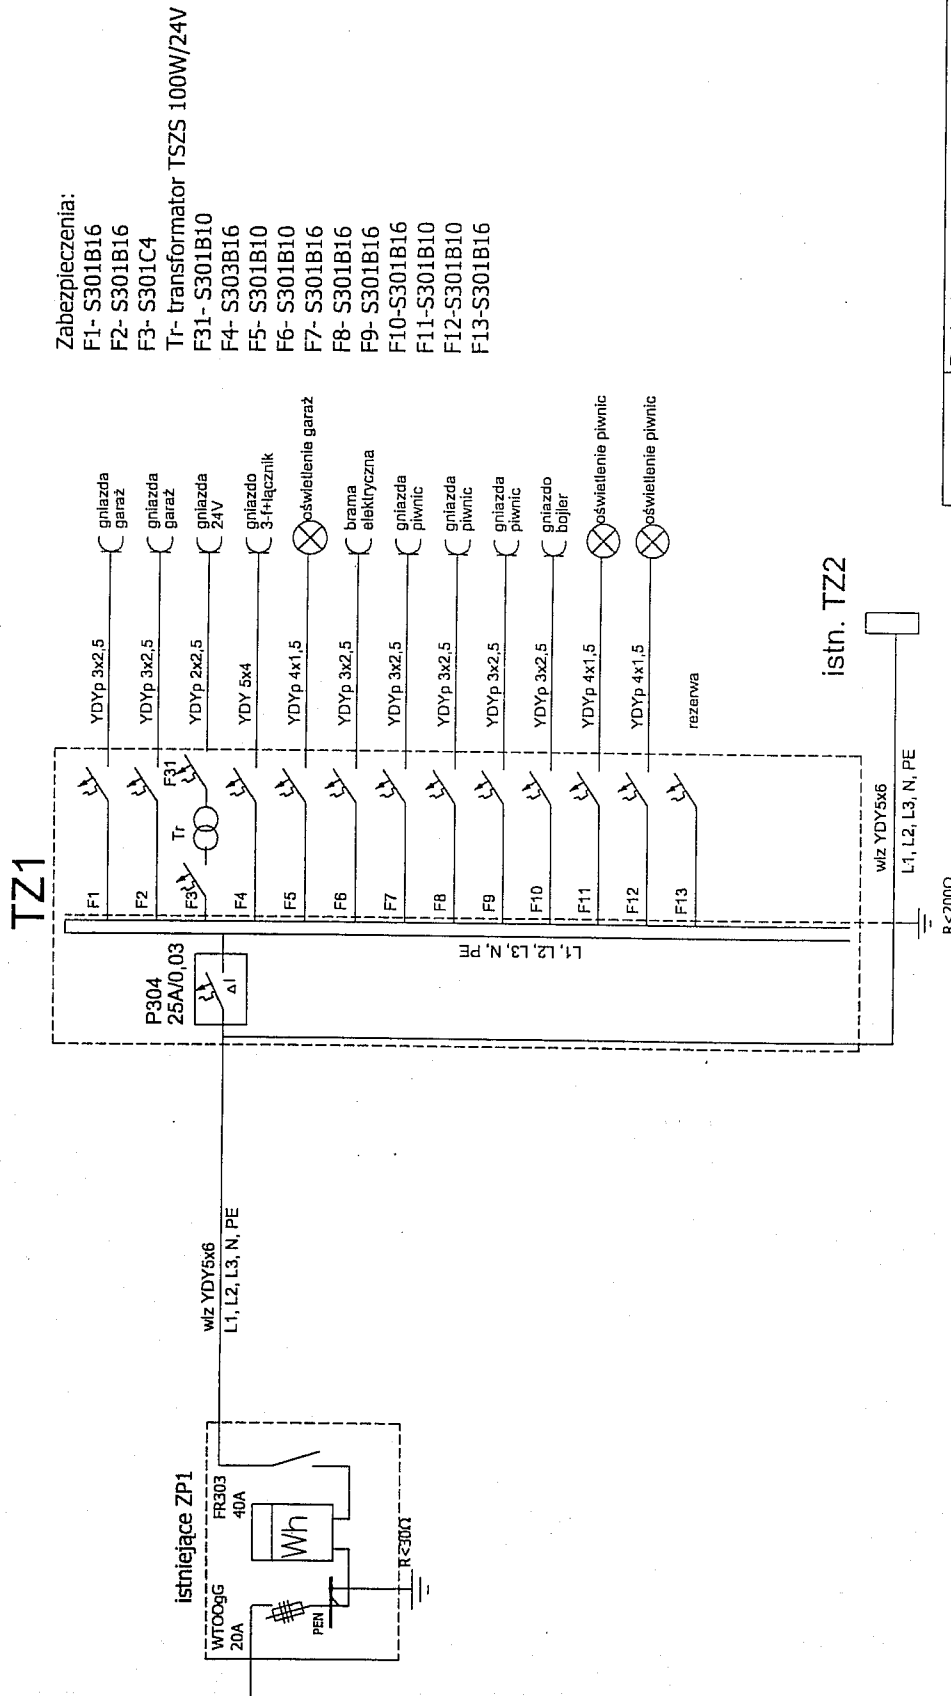 TZ1
Zabezpieczenia:
F1- S301B16
F2- S301B16
F3- S301C4
Tr- transformator TSZS 100W/24V
F31- S301B10
F4- S303B16
F5- S301B10
F6- S301B10
F7- S301B16
F8- S301B16
F9- S301B16
F10-S301B16
F11-S301B10
F12-S301B10
F13-S301B16
istniejące ZP1
WTOOgG
20A
FR303
40A
Wh
PEN
R<30Ω
wlz YDY5x6
L1, L2, L3, N, PE
P304
25A/0,03
ΔI
L1, L2, L3, N, PE
F1
YDYp 3x2,5
gniazda
garaż
F2
YDYp 3x2,5
gniazda
garaż
F3
Tr
F31
YDYp 2x2,5
gniazda
24V
F4
YDY 5x4
gniazdo
3-f+łącznik
F5
YDYp 4x1,5
oświetlenie garaż
F6
YDYp 3x2,5
brama
elektryczna
F7
YDYp 3x2,5
gniazda
piwnic
F8
YDYp 3x2,5
gniazda
piwnic
F9
YDYp 3x2,5
gniazda
piwnic
F10
YDYp 3x2,5
gniazdo
bojler
F11
YDYp 4x1,5
oświetlenie piwnic
F12
YDYp 4x1,5
oświetlenie piwnic
F13
rezerwa
istn. TZ2
wlz YDY5x6
L1, L2, L3, N, PE
R<200Ω